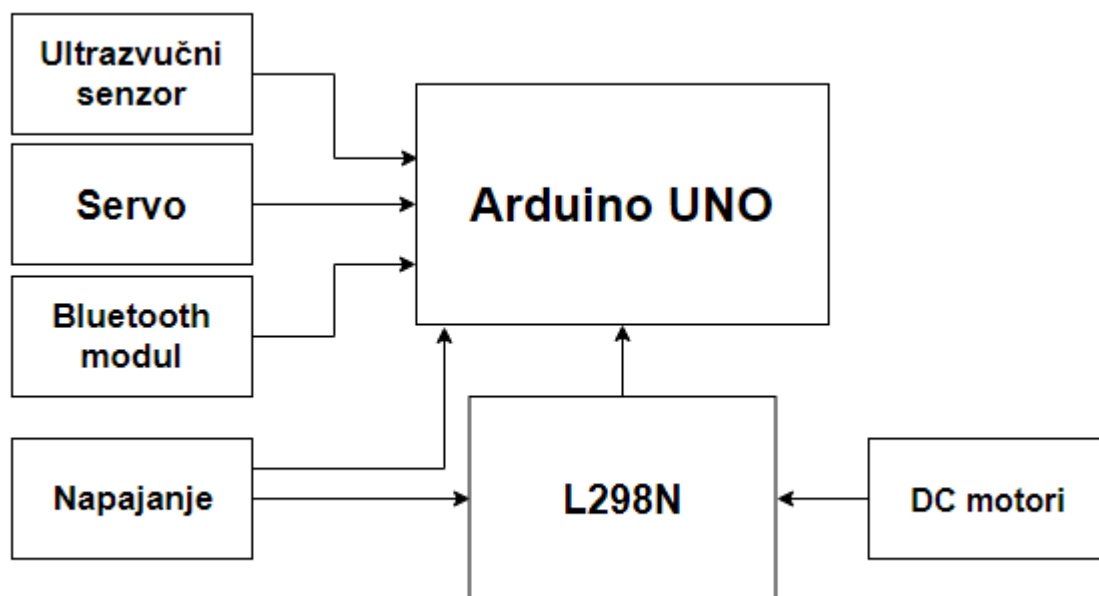 Ultrazvučni
senzor
Servo
Bluetooth
modul
Napajanje
Arduino UNO
L298N
DC motori